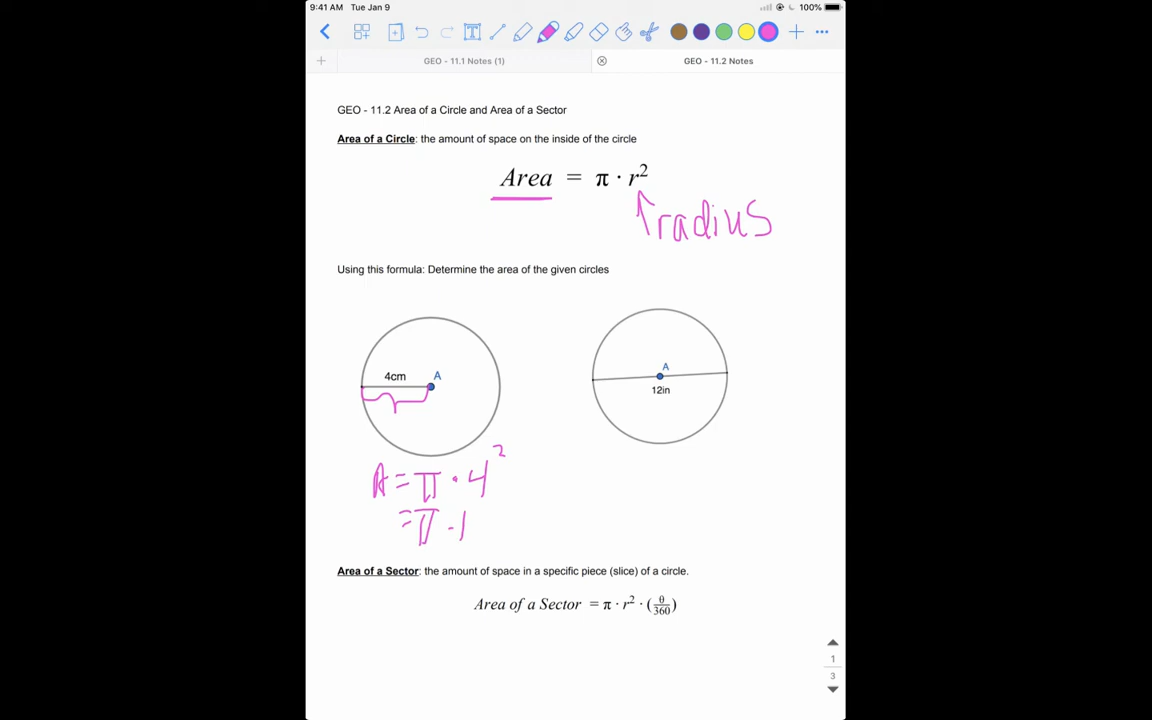 9:41 AM Tue Jan 9
100%
GEO - 11.1 Notes (1)
GEO - 11.2 Notes
GEO - 11.2 Area of a Circle and Area of a Sector
Area of a Circle: the amount of space on the inside of the circle
Area = π · r²
radius
Using this formula: Determine the area of the given circles
4cm A
A
12in
A = π · 4²
= π · 1
Area of a Sector: the amount of space in a specific piece (slice) of a circle.
Area of a Sector = π · r² · (θ/360)
1
3